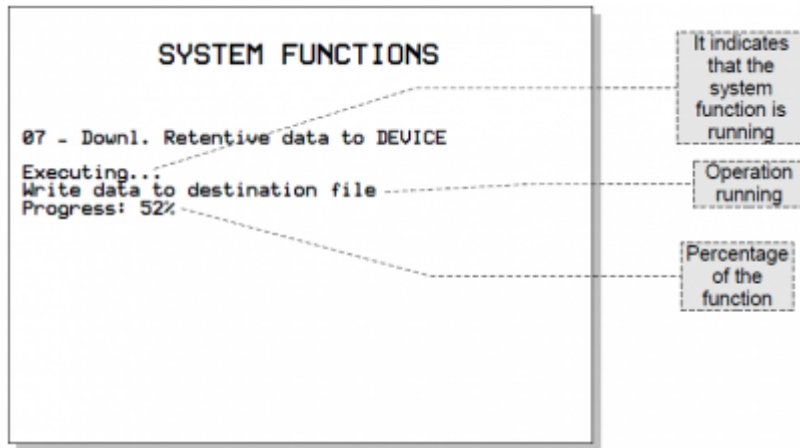 SYSTEM FUNCTIONS
07 - Downl. Retentive data to DEVICE
Executing...
Write data to destination file
Progress: 52%
It indicates
that the
system
function is
running
Operation
running
Percentage
of the
function